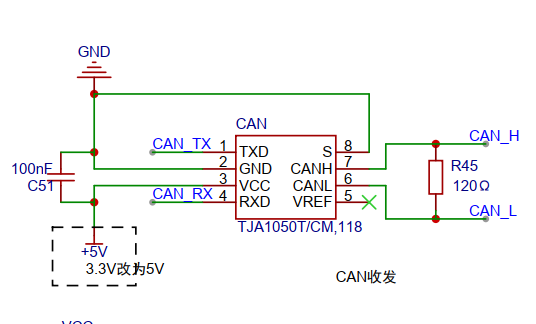 GND
CAN
CAN_TX 1 TXD S 8 CAN_H
100nF 2 GND CANH 7 R45
C51 3 VCC CANL 6 120Ω
CAN_RX 4 RXD VREF 5 CAN_L
TJA1050T/CM,118
+5V
3.3V改为5V
CAN收发
VCC